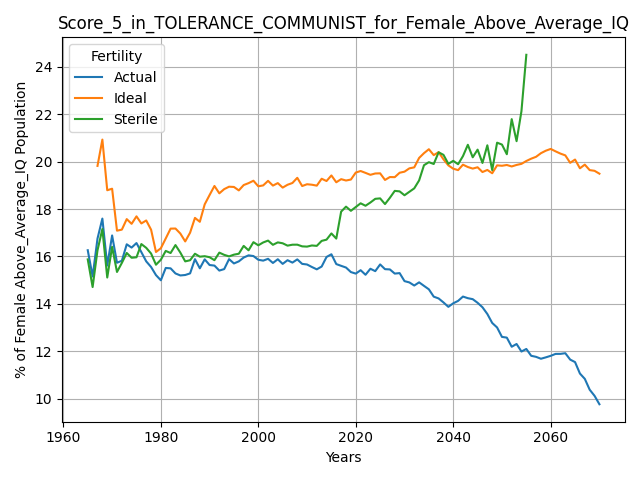 Score_5_in_TOLERANCE_COMMUNIST_for_Female_Above_Average_IQ
Fertility
Actual
Ideal
Sterile
% of Female Above_Average_IQ Population
24
22
20
18
16
14
12
10
1960
1980
2000
2020
2040
2060
Years